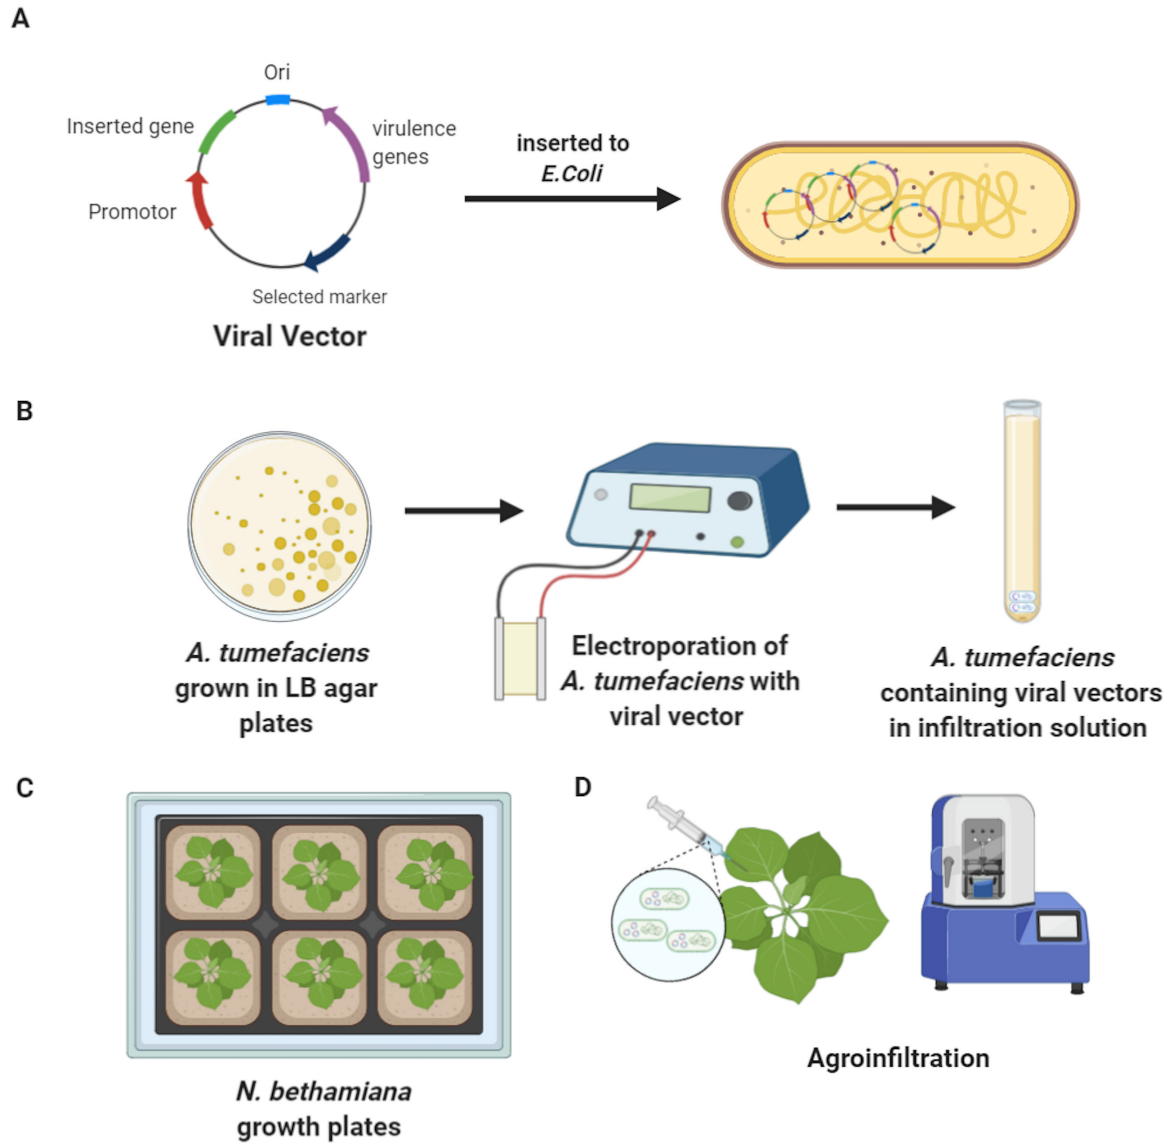 A
Ori
Inserted gene
virulence
genes
Promotor
Selected marker
Viral Vector
inserted to
E.Coli
B
A. tumefaciens
grown in LB agar
plates
Electroporation of
A. tumefaciens with
viral vector
A. tumefaciens
containing viral vectors
in infiltration solution
C
N. bethamiana
growth plates
D
Agroinfiltration